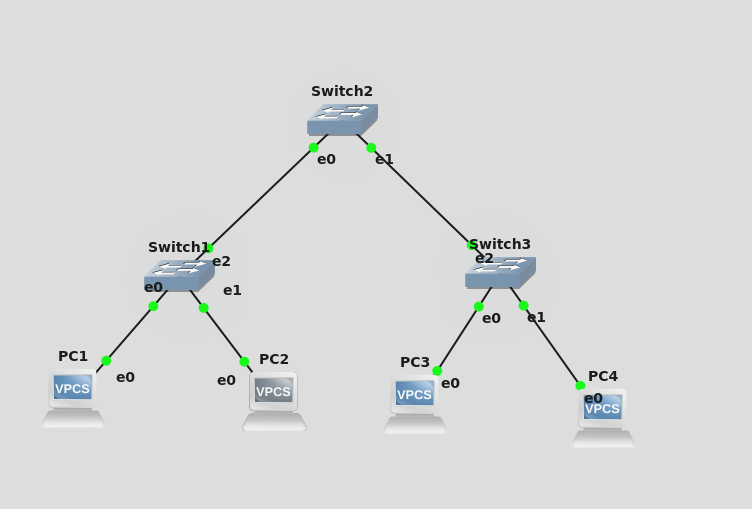 Switch2
e0
e1
Switch1
e2
e0
e1
Switch3
e2
e0
e1
PC1
VPCS
e0
PC2
VPCS
e0
PC3
VPCS
e0
PC4
VPCS
e0